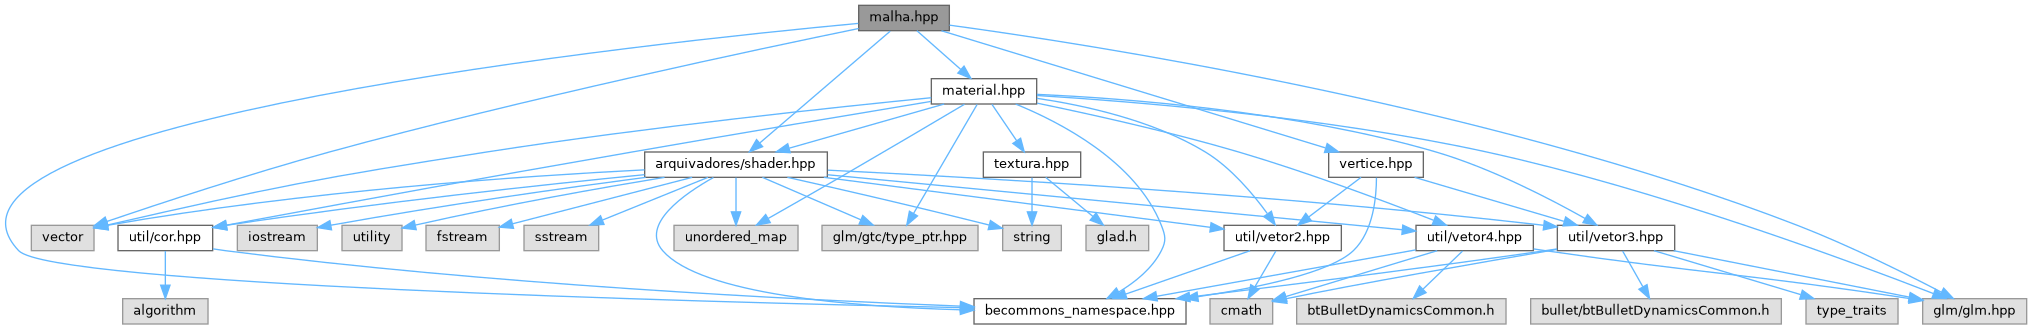 malha.hpp
material.hpp
arquivadores/shader.hpp
textura.hpp
vertice.hpp
vector
util/cor.hpp
iostream
utility
fstream
sstream
unordered_map
glm/gtc/type_ptr.hpp
string
glad.h
util/vetor2.hpp
util/vetor4.hpp
util/vetor3.hpp
algorithm
becommons_namespace.hpp
cmath
btBulletDynamicsCommon.h
bullet/btBulletDynamicsCommon.h
type_traits
glm/glm.hpp